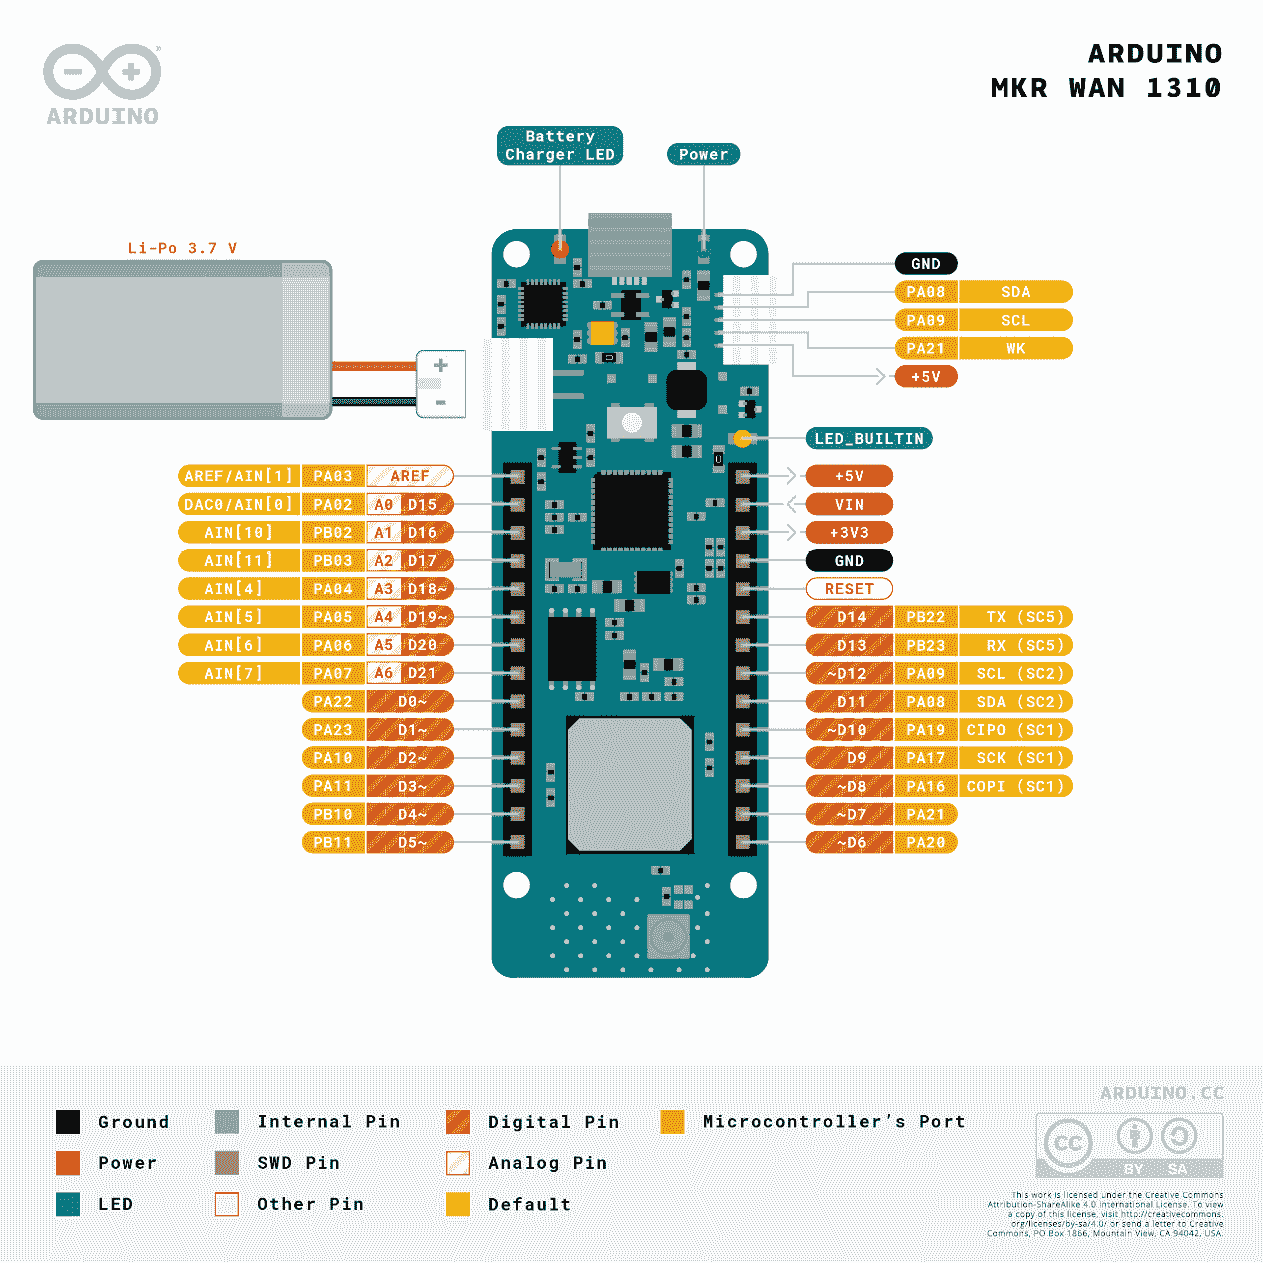 ARDUINO
ARDUINO
MKR WAN 1310
Battery
Charger LED
Power
Li-Po 3.7 V
+
-
GND
PA08 SDA
PA09 SCL
PA21 WK
+5V
LED_BUILTIN
AREF/AIN[1] PA03 AREF
DAC0/AIN[0] PA02 A0 D15
AIN[10] PB02 A1 D16
AIN[11] PB03 A2 D17
AIN[4] PA04 A3 D18~
AIN[5] PA05 A4 D19~
AIN[6] PA06 A5 D20
AIN[7] PA07 A6 D21
PA22 D0~
PA23 D1~
PA10 D2~
PA11 D3~
PB10 D4~
PB11 D5~
+5V
VIN
+3V3
GND
RESET
D14 PB22 TX (SC5)
D13 PB23 RX (SC5)
~D12 PA09 SCL (SC2)
D11 PA08 SDA (SC2)
~D10 PA19 CIPO (SC1)
D9 PA17 SCK (SC1)
~D8 PA16 COPI (SC1)
~D7 PA21
~D6 PA20
Ground
Power
LED
Internal Pin
SWD Pin
Other Pin
Digital Pin
Analog Pin
Default
Microcontroller's Port
ARDUINO.CC
CC
BY SA
This work is licensed under the Creative Commons
Attribution-ShareAlike 4.0 International License. To view
a copy of this license, visit http://creativecommons.
org/licenses/by-sa/4.0/ or send a letter to Creative
Commons, PO Box 1866, Mountain View, CA 94042, USA.